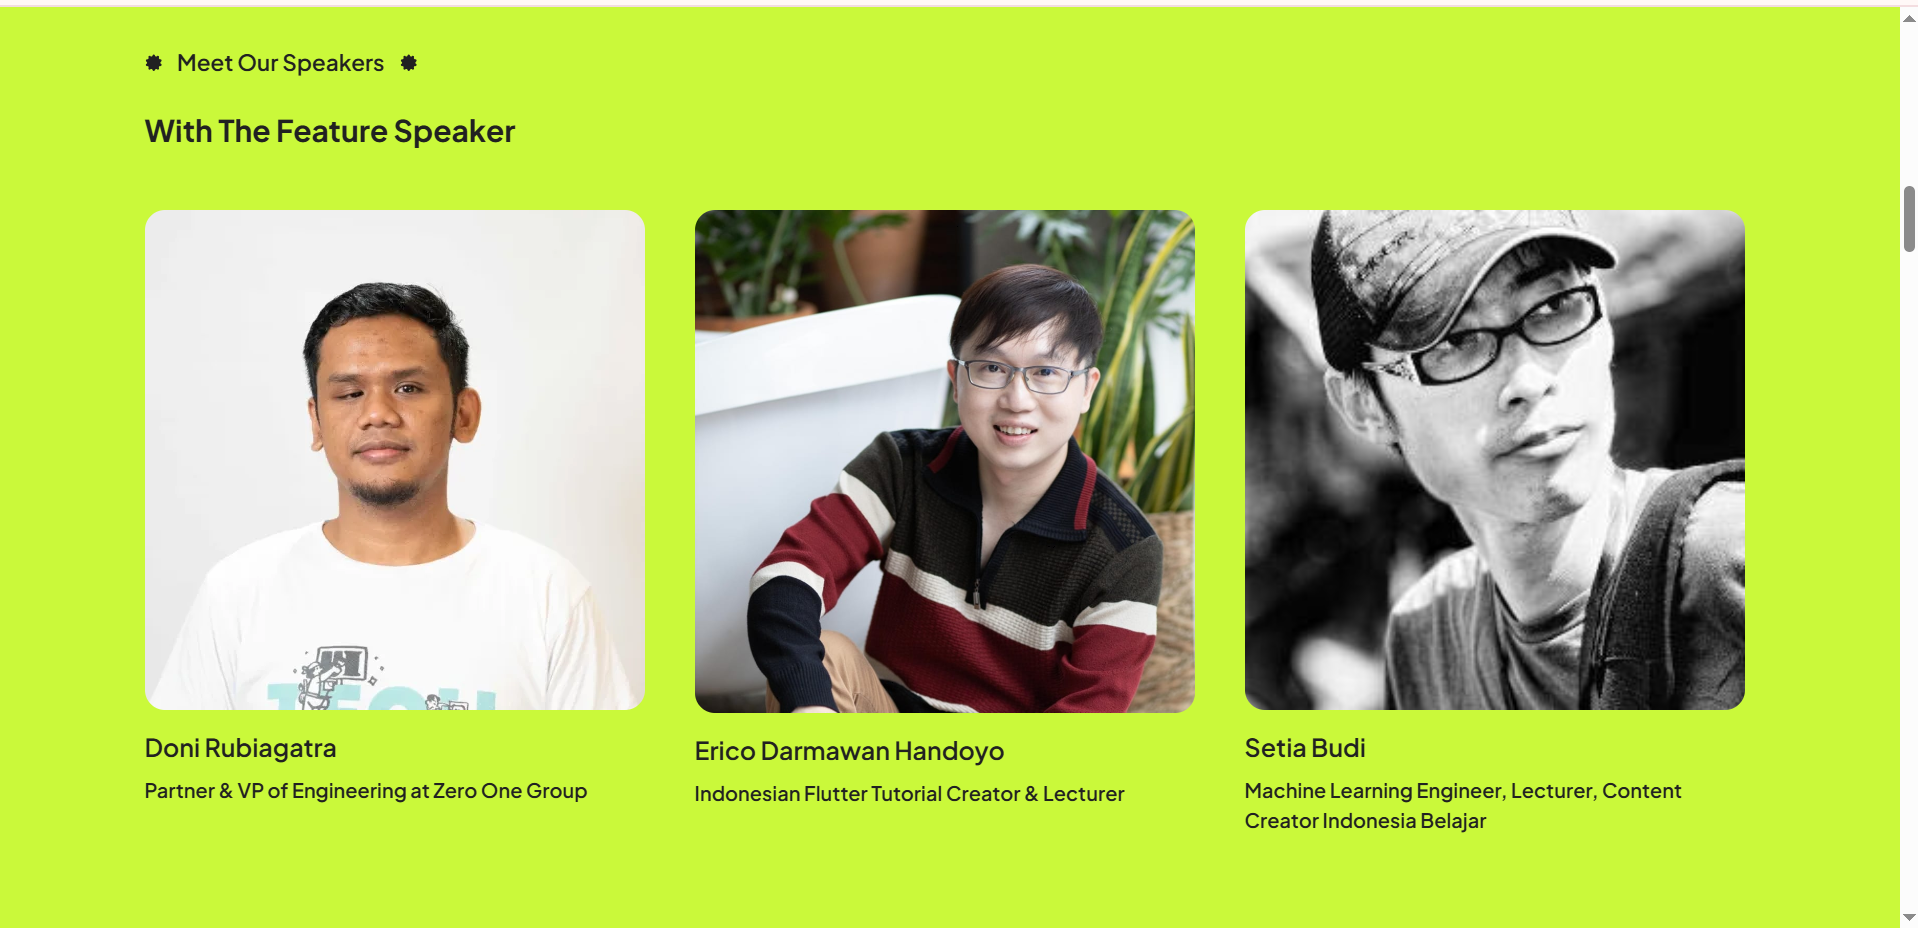 Meet Our Speakers
With The Feature Speaker
TECH
Doni Rubiagatra
Partner & VP of Engineering at Zero One Group
Erico Darmawan Handoyo
Indonesian Flutter Tutorial Creator & Lecturer
Setia Budi
Machine Learning Engineer, Lecturer, Content
Creator Indonesia Belajar